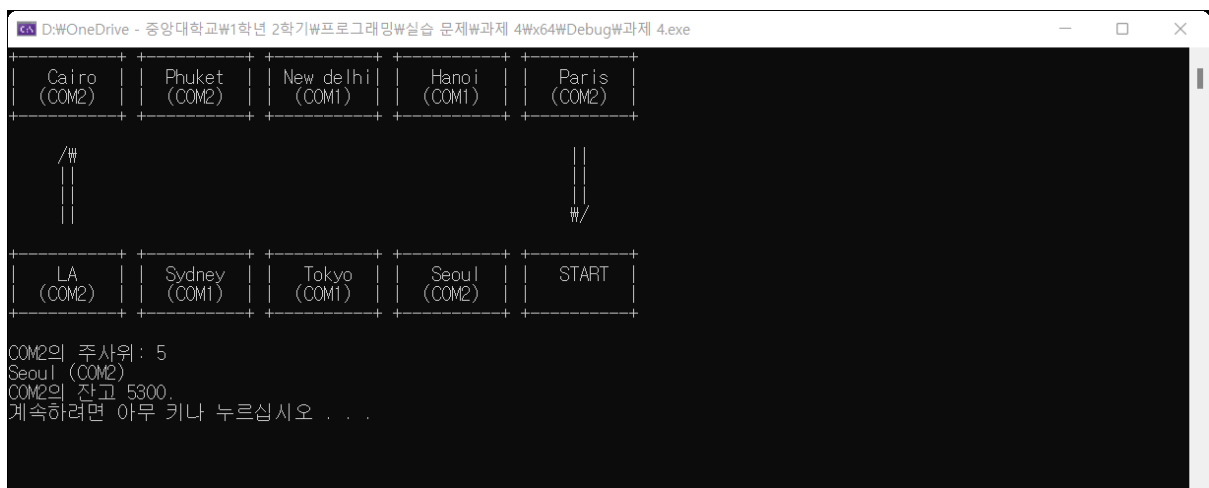 D:₩OneDrive - 중앙대학교₩1학년 2학기₩프로그래밍₩실습 문제₩과제 4₩x64₩Debug₩과제 4.exe
+----------+ +----------+ +----------+ +----------+ +----------+
|   Cairo  | |  Phuket  | | New delhi| |   Hanoi  | |   Paris  |
|  (COM2)  | |  (COM2)  | |  (COM1)  | |  (COM1)  | |  (COM2)  |
+----------+ +----------+ +----------+ +----------+ +----------+
/₩ ||
|| ||
|| ||
|| ₩/
+----------+ +----------+ +----------+ +----------+ +----------+
|    LA    | |  Sydney  | |   Tokyo  | |   Seoul  | |   START  |
|  (COM2)  | |  (COM1)  | |  (COM1)  | |  (COM2)  | |          |
+----------+ +----------+ +----------+ +----------+ +----------+
COM2의 주사위: 5
Seoul (COM2)
COM2의 잔고 5300.
계속하려면 아무 키나 누르십시오 . . .